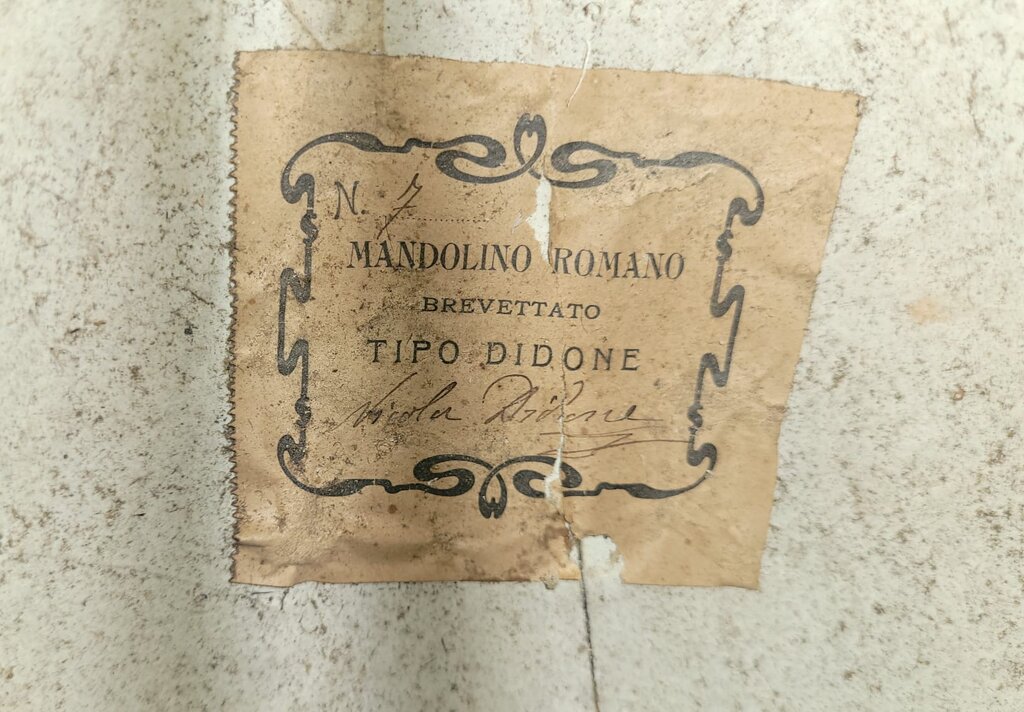 N. 7
MANDOLINO ROMANO
BREVETTATO
TIPO DIDONE
Nicola Didone